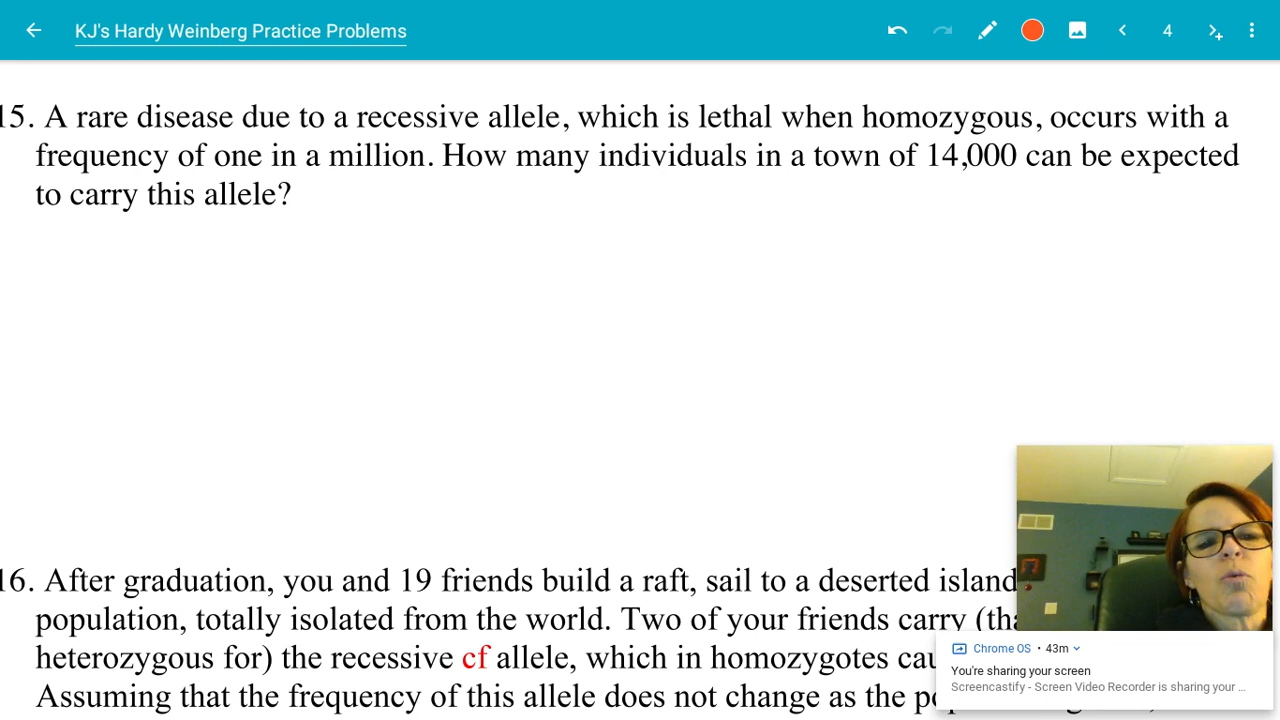 KJ's Hardy Weinberg Practice Problems
4
15. A rare disease due to a recessive allele, which is lethal when homozygous, occurs with a
frequency of one in a million. How many individuals in a town of 14,000 can be expected
to carry this allele?
16. After graduation, you and 19 friends build a raft, sail to a deserted island
population, totally isolated from the world. Two of your friends carry
heterozygous for) the recessive cf allele, which in homozygotes
Assuming that the frequency of this allele does not change as the
Chrome OS • 43m
You're sharing your screen
Screencastify - Screen Video Recorder is sharing your ...